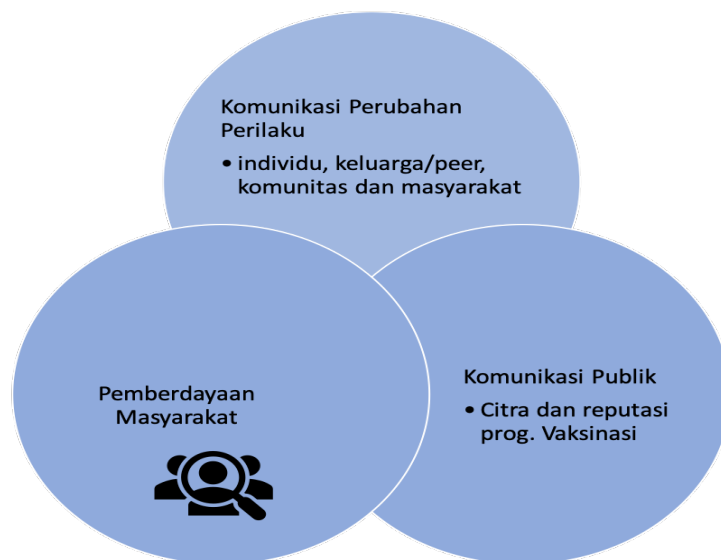 Komunikasi Perubahan
Perilaku
• individu, keluarga/peer,
komunitas dan masyarakat
Pemberdayaan
Masyarakat
Komunikasi Publik
• Citra dan reputasi
prog. Vaksinasi